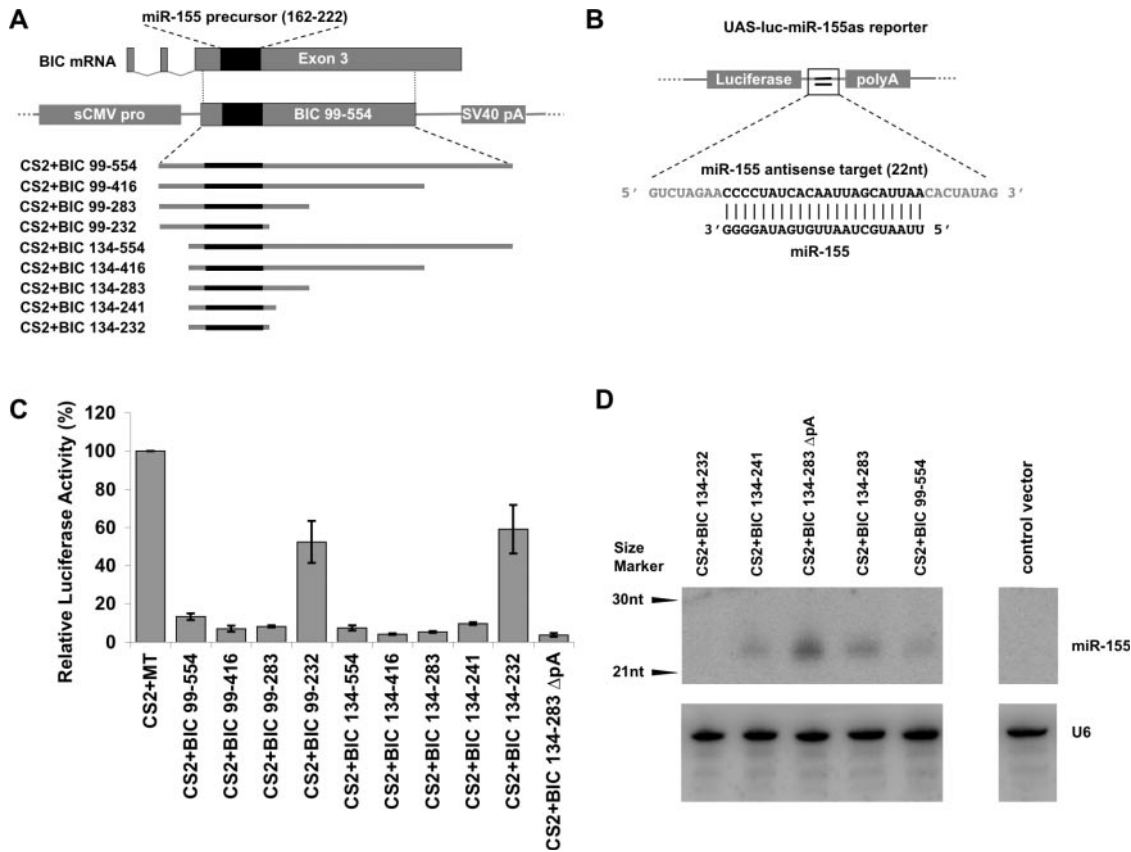 A
miR-155 precursor (162-222)
BIC mRNA
Exon 3
sCMV pro
BIC 99-554
SV40 pA
CS2+BIC 99-554
CS2+BIC 99-416
CS2+BIC 99-283
CS2+BIC 99-232
CS2+BIC 134-554
CS2+BIC 134-416
CS2+BIC 134-283
CS2+BIC 134-241
CS2+BIC 134-232
B
UAS-luc-miR-155as reporter
Luciferase
polyA
miR-155 antisense target (22nt)
5' GUCUAGAACCCCUAUCACAAUUAGCAUUAACACUAUAG 3'
3'GGGGAUAGUGUUAAUCGUAAUU 5'
miR-155
C
Relative Luciferase Activity (%)
120
100
80
60
40
20
0
CS2+MT
CS2+BIC 99-554
CS2+BIC 99-416
CS2+BIC 99-283
CS2+BIC 99-232
CS2+BIC 134-554
CS2+BIC 134-416
CS2+BIC 134-283
CS2+BIC 134-241
CS2+BIC 134-232
CS2+BIC 134-283 ΔpA
D
CS2+BIC 134-232
CS2+BIC 134-241
CS2+BIC 134-283 ΔpA
CS2+BIC 134-283
CS2+BIC 99-554
control vector
Size
Marker
30nt
21nt
miR-155
U6